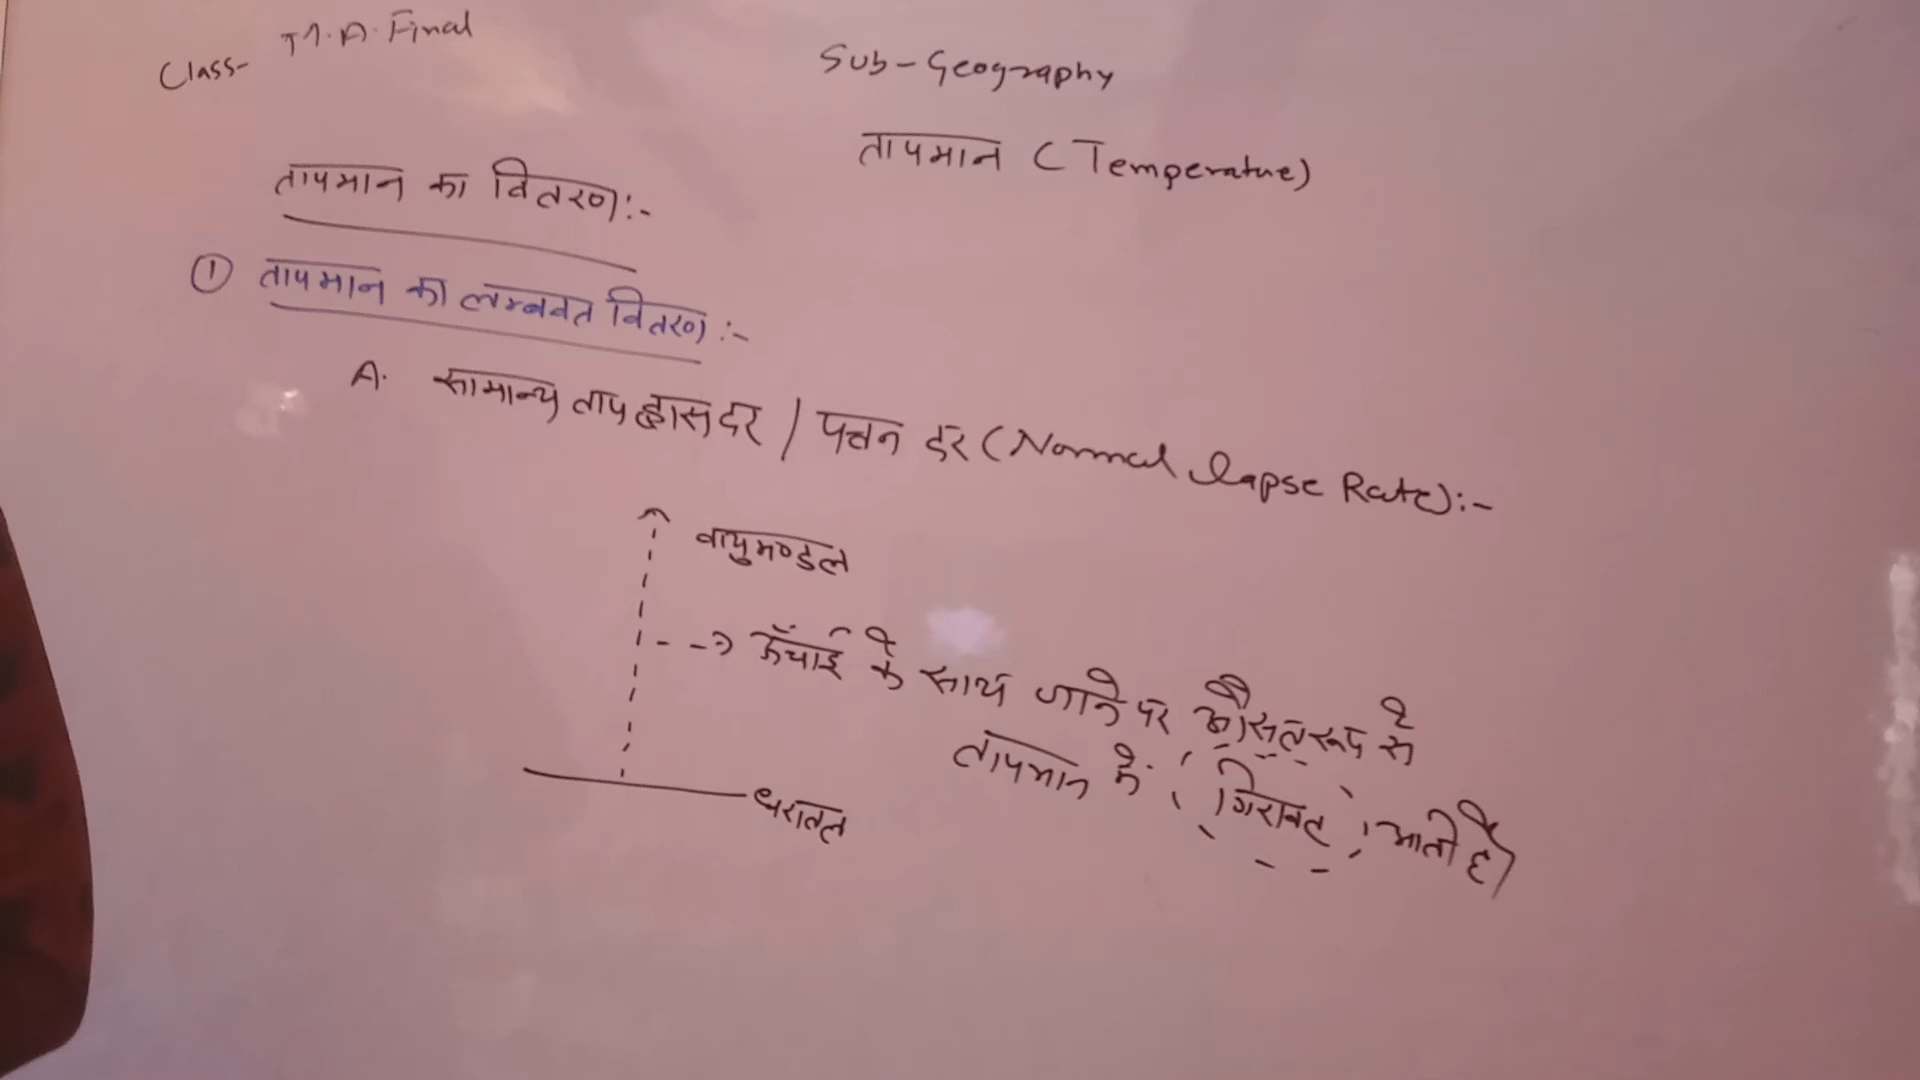 Class- M.A. Final
Sub-Geography
तापमान (Temperature)
तापमान का वितरण:-
① तापमान का लम्बवत वितरण:-
A. सामान्य ताप ह्रास दर / पतन दर (Normal lapse Rate):-
वायुमण्डल
--> ऊँचाई के साथ जाने पर औसत रूप से
तापमान में गिरावट आती है।
धरातल